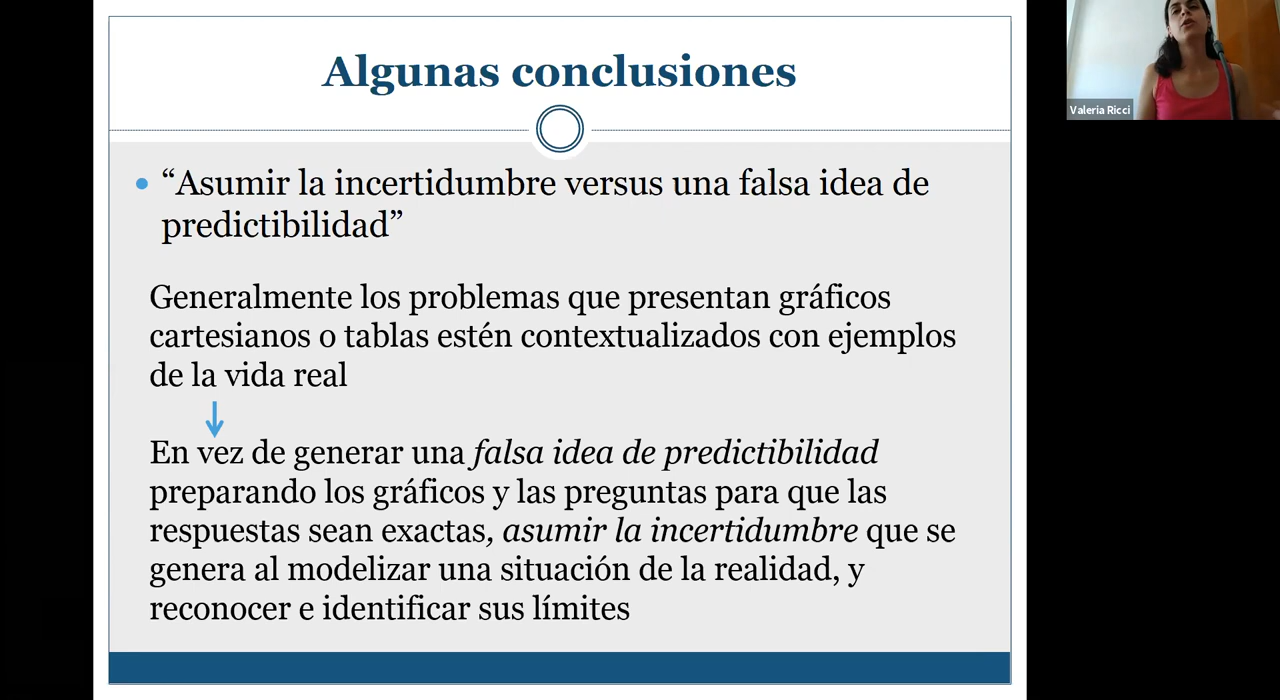 Algunas conclusiones
“Asumir la incertidumbre versus una falsa idea de
predictibilidad”
Generalmente los problemas que presentan gráficos
cartesianos o tablas estén contextualizados con ejemplos
de la vida real
En vez de generar una falsa idea de predictibilidad
preparando los gráficos y las preguntas para que las
respuestas sean exactas, asumir la incertidumbre que se
genera al modelizar una situación de la realidad, y
reconocer e identificar sus límites
Valeria Ricci